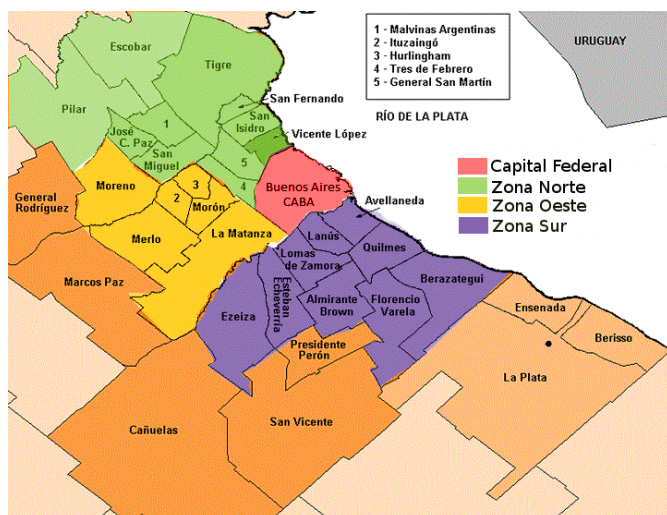 1 - Malvinas Argentinas
2 - Ituzaingó
3 - Hurlingham
4 - Tres de Febrero
5 - General San Martín
URUGUAY
RÍO DE LA PLATA
Escobar
Tigre
San Fernando
Pilar
1
San
Isidro
Vicente López
José
C. Paz
San
Miguel
5
4
Capital Federal
Zona Norte
Zona Oeste
Zona Sur
General
Rodríguez
Moreno
3
2
Morón
Buenos Aires
CABA
Avellaneda
Merlo
La Matanza
Lanús
Quilmes
Lomas
de Zamora
Berazategui
Marcos Paz
Ezeiza
Esteban
Echeverría
Almirante
Brown
Florencio
Varela
Ensenada
Berisso
Presidente
Perón
La Plata
Cañuelas
San Vicente